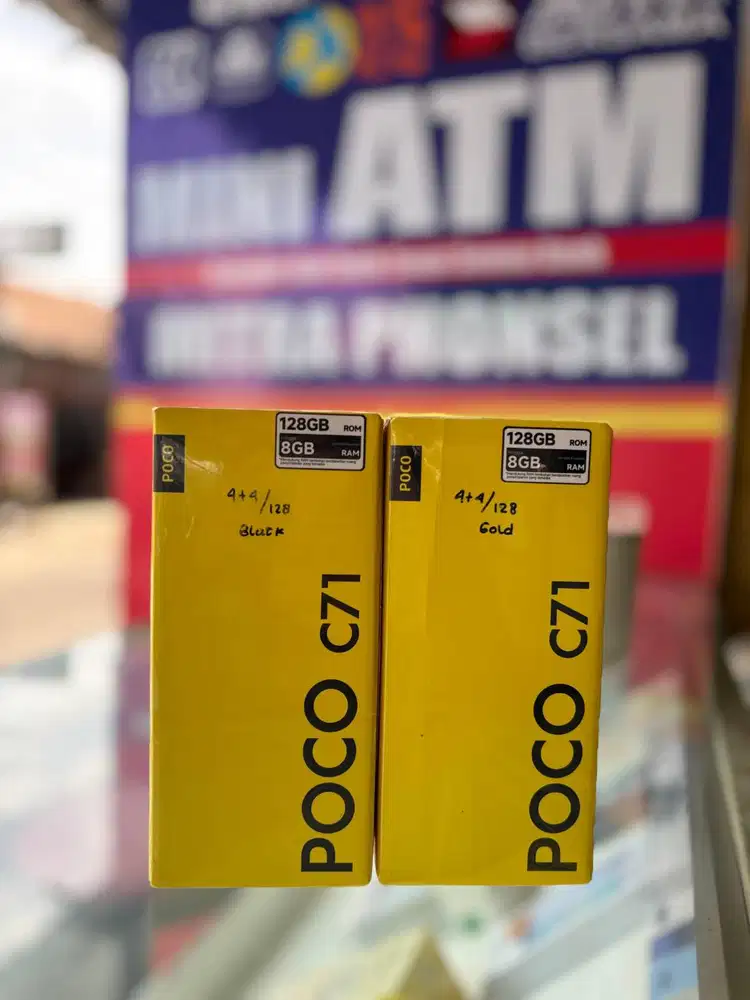 MINI ATM
PHONSEL
POCO
128GB ROM
8GB RAM
4+4/128
Black
POCO C71
POCO
128GB ROM
8GB RAM
4+4/128
Gold
POCO C71